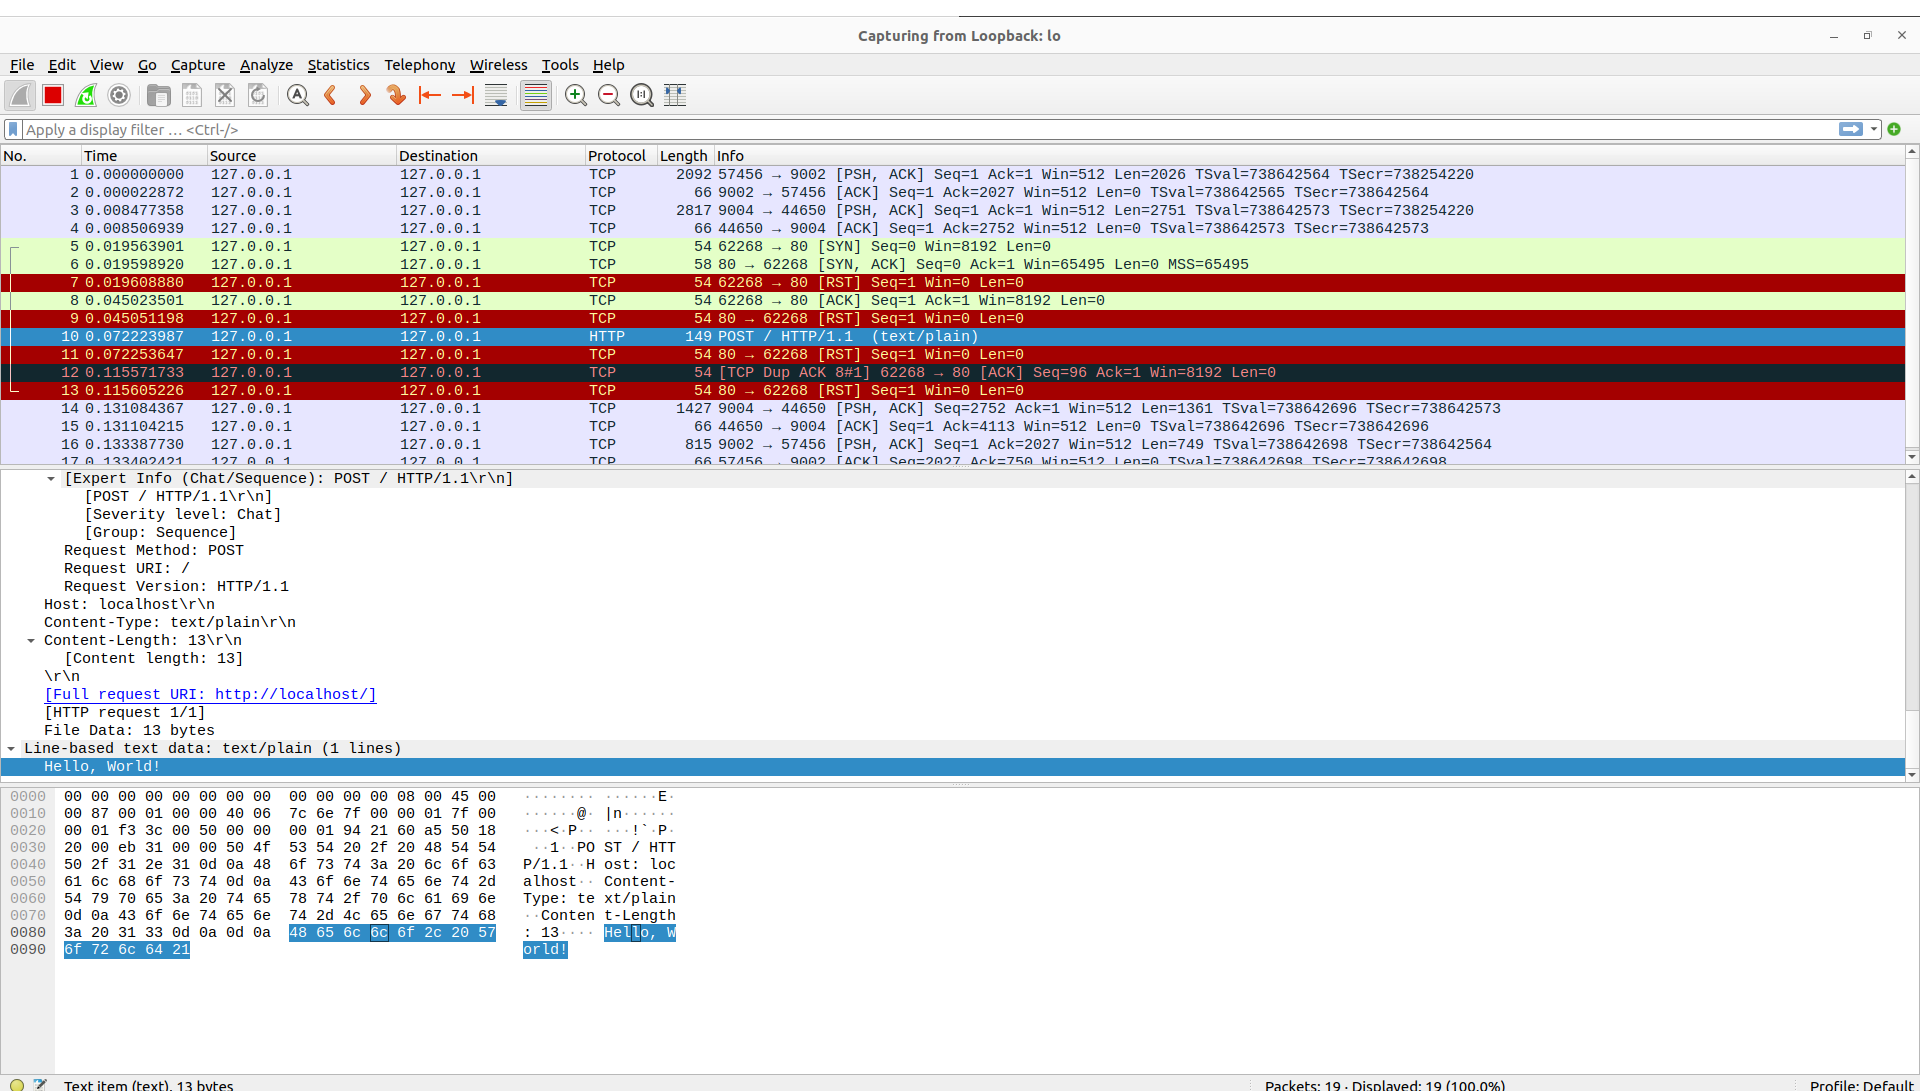 Capturing from Loopback: lo
File Edit View Go Capture Analyze Statistics Telephony Wireless Tools Help
Apply a display filter … <Ctrl-/>
No. Time Source Destination Protocol Length Info
1 0.000000000 127.0.0.1 127.0.0.1 TCP 2092 57456 → 9002 [PSH, ACK] Seq=1 Ack=1 Win=512 Len=2026 TSval=738642564 TSecr=738254220
2 0.000022872 127.0.0.1 127.0.0.1 TCP 66 9002 → 57456 [ACK] Seq=1 Ack=2027 Win=512 Len=0 TSval=738642565 TSecr=738642564
3 0.008477358 127.0.0.1 127.0.0.1 TCP 2817 9004 → 44650 [PSH, ACK] Seq=1 Ack=1 Win=512 Len=2751 TSval=738642573 TSecr=738254220
4 0.008506939 127.0.0.1 127.0.0.1 TCP 66 44650 → 9004 [ACK] Seq=1 Ack=2752 Win=512 Len=0 TSval=738642573 TSecr=738642573
5 0.019563901 127.0.0.1 127.0.0.1 TCP 54 62268 → 80 [SYN] Seq=0 Win=8192 Len=0
6 0.019598920 127.0.0.1 127.0.0.1 TCP 58 80 → 62268 [SYN, ACK] Seq=0 Ack=1 Win=65495 Len=0 MSS=65495
7 0.019608880 127.0.0.1 127.0.0.1 TCP 54 62268 → 80 [RST] Seq=1 Win=0 Len=0
8 0.045023501 127.0.0.1 127.0.0.1 TCP 54 62268 → 80 [ACK] Seq=1 Ack=1 Win=8192 Len=0
9 0.045051198 127.0.0.1 127.0.0.1 TCP 54 80 → 62268 [RST] Seq=1 Win=0 Len=0
10 0.072223987 127.0.0.1 127.0.0.1 HTTP 149 POST / HTTP/1.1 (text/plain)
11 0.072253647 127.0.0.1 127.0.0.1 TCP 54 80 → 62268 [RST] Seq=1 Win=0 Len=0
12 0.115571733 127.0.0.1 127.0.0.1 TCP 54 [TCP Dup ACK 8#1] 62268 → 80 [ACK] Seq=96 Ack=1 Win=8192 Len=0
13 0.115605226 127.0.0.1 127.0.0.1 TCP 54 80 → 62268 [RST] Seq=1 Win=0 Len=0
14 0.131084367 127.0.0.1 127.0.0.1 TCP 1427 9004 → 44650 [PSH, ACK] Seq=2752 Ack=1 Win=512 Len=1361 TSval=738642696 TSecr=738642573
15 0.131104215 127.0.0.1 127.0.0.1 TCP 66 44650 → 9004 [ACK] Seq=1 Ack=4113 Win=512 Len=0 TSval=738642696 TSecr=738642696
16 0.133387730 127.0.0.1 127.0.0.1 TCP 815 9002 → 57456 [PSH, ACK] Seq=1 Ack=2027 Win=512 Len=749 TSval=738642698 TSecr=738642564
17 0.133402421 127.0.0.1 127.0.0.1 TCP 66 57456 → 9002 [ACK] Seq=2027 Ack=750 Win=512 Len=0 TSval=738642698 TSecr=738642698
[Expert Info (Chat/Sequence): POST / HTTP/1.1\r\n]
[POST / HTTP/1.1\r\n]
[Severity level: Chat]
[Group: Sequence]
Request Method: POST
Request URI: /
Request Version: HTTP/1.1
Host: localhost\r\n
Content-Type: text/plain\r\n
Content-Length: 13\r\n
[Content length: 13]
\r\n
[Full request URI: http://localhost/]
[HTTP request 1/1]
File Data: 13 bytes
Line-based text data: text/plain (1 lines)
Hello, World!
0000 00 00 00 00 00 00 00 00 00 00 00 00 08 00 45 00 ········ ······E·
0010 00 87 00 01 00 00 40 06 7c 6e 7f 00 00 01 7f 00 ······@· |n······
0020 00 01 f3 3c 00 50 00 00 00 01 94 21 60 a5 50 18 ···<·P·· ···!`·P·
0030 20 00 eb 31 00 00 50 4f 53 54 20 2f 20 48 54 54 ··1··PO ST / HTT
0040 50 2f 31 2e 31 0d 0a 48 6f 73 74 3a 20 6c 6f 63 P/1.1··H ost: loc
0050 61 6c 68 6f 73 74 0d 0a 43 6f 6e 74 65 6e 74 2d alhost·· Content-
0060 54 79 70 65 3a 20 74 65 78 74 2f 70 6c 61 69 6e Type: te xt/plain
0070 0d 0a 43 6f 6e 74 65 6e 74 2d 4c 65 6e 67 74 68 ··Conten t-Length
0080 3a 20 31 33 0d 0a 0d 0a 48 65 6c 6c 6f 2c 20 57 : 13···· Hello, W
0090 6f 72 6c 64 21 orld!
Text item (text), 13 bytes Packets: 19 · Displayed: 19 (100.0%) Profile: Default